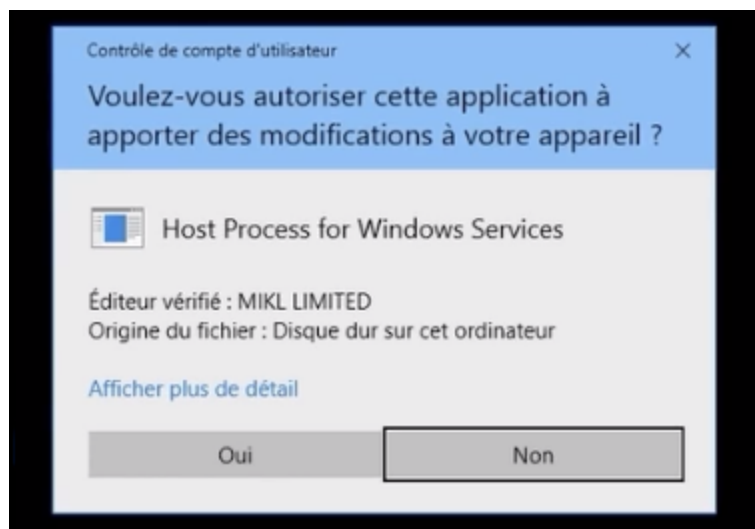 Contrôle de compte d'utilisateur
Voulez-vous autoriser cette application à
apporter des modifications à votre appareil ?
Host Process for Windows Services
Éditeur vérifié : MIKL LIMITED
Origine du fichier : Disque dur sur cet ordinateur
Afficher plus de détail
Oui
Non